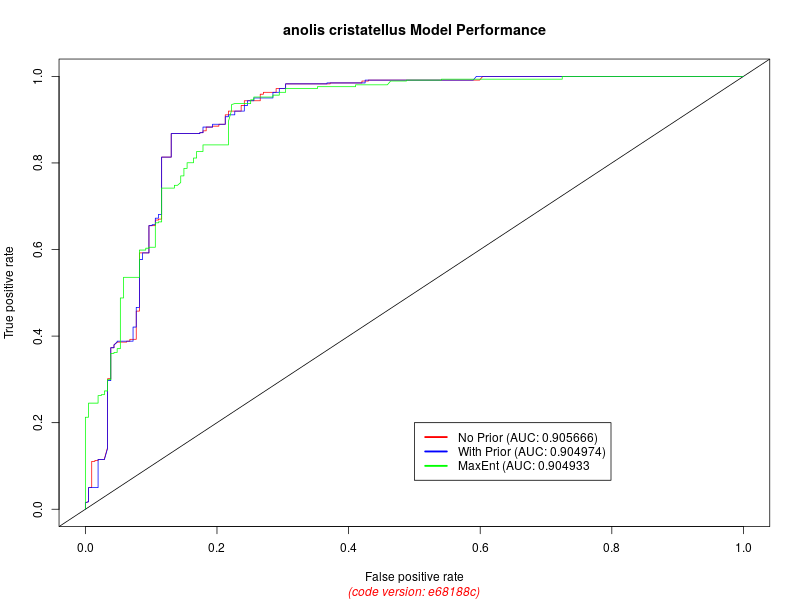 anolis cristatellus Model Performance
True positive rate
1.0
0.8
0.6
0.4
0.2
0.0
No Prior (AUC: 0.905666)
With Prior (AUC: 0.904974)
MaxEnt (AUC: 0.904933
0.0 0.2 0.4 0.6 0.8 1.0
False positive rate
(code version: e68188c)